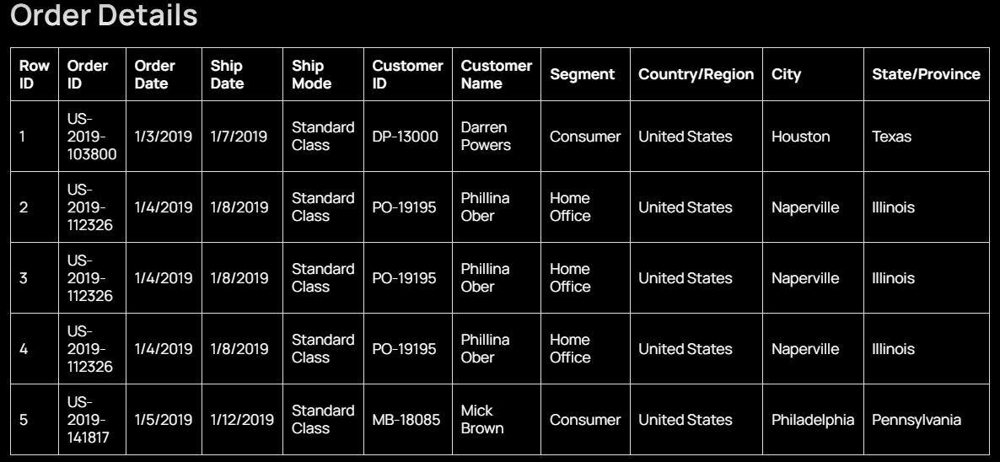 Order Details
Row ID | Order ID | Order Date | Ship Date | Ship Mode | Customer ID | Customer Name | Segment | Country/Region | City | State/Province
1 | US-2019-103800 | 1/3/2019 | 1/7/2019 | Standard Class | DP-13000 | Darren Powers | Consumer | United States | Houston | Texas
2 | US-2019-112326 | 1/4/2019 | 1/8/2019 | Standard Class | PO-19195 | Phillina Ober | Home Office | United States | Naperville | Illinois
3 | US-2019-112326 | 1/4/2019 | 1/8/2019 | Standard Class | PO-19195 | Phillina Ober | Home Office | United States | Naperville | Illinois
4 | US-2019-112326 | 1/4/2019 | 1/8/2019 | Standard Class | PO-19195 | Phillina Ober | Home Office | United States | Naperville | Illinois
5 | US-2019-141817 | 1/5/2019 | 1/12/2019 | Standard Class | MB-18085 | Mick Brown | Consumer | United States | Philadelphia | Pennsylvania